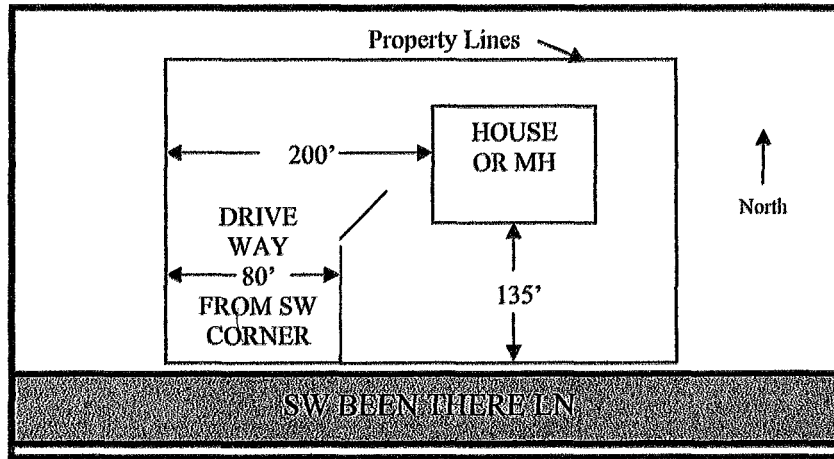 Property Lines
HOUSE
OR MH
200’
North
DRIVE
WAY
80’
FROM SW
CORNER
135’
SW BEEN THERE LN